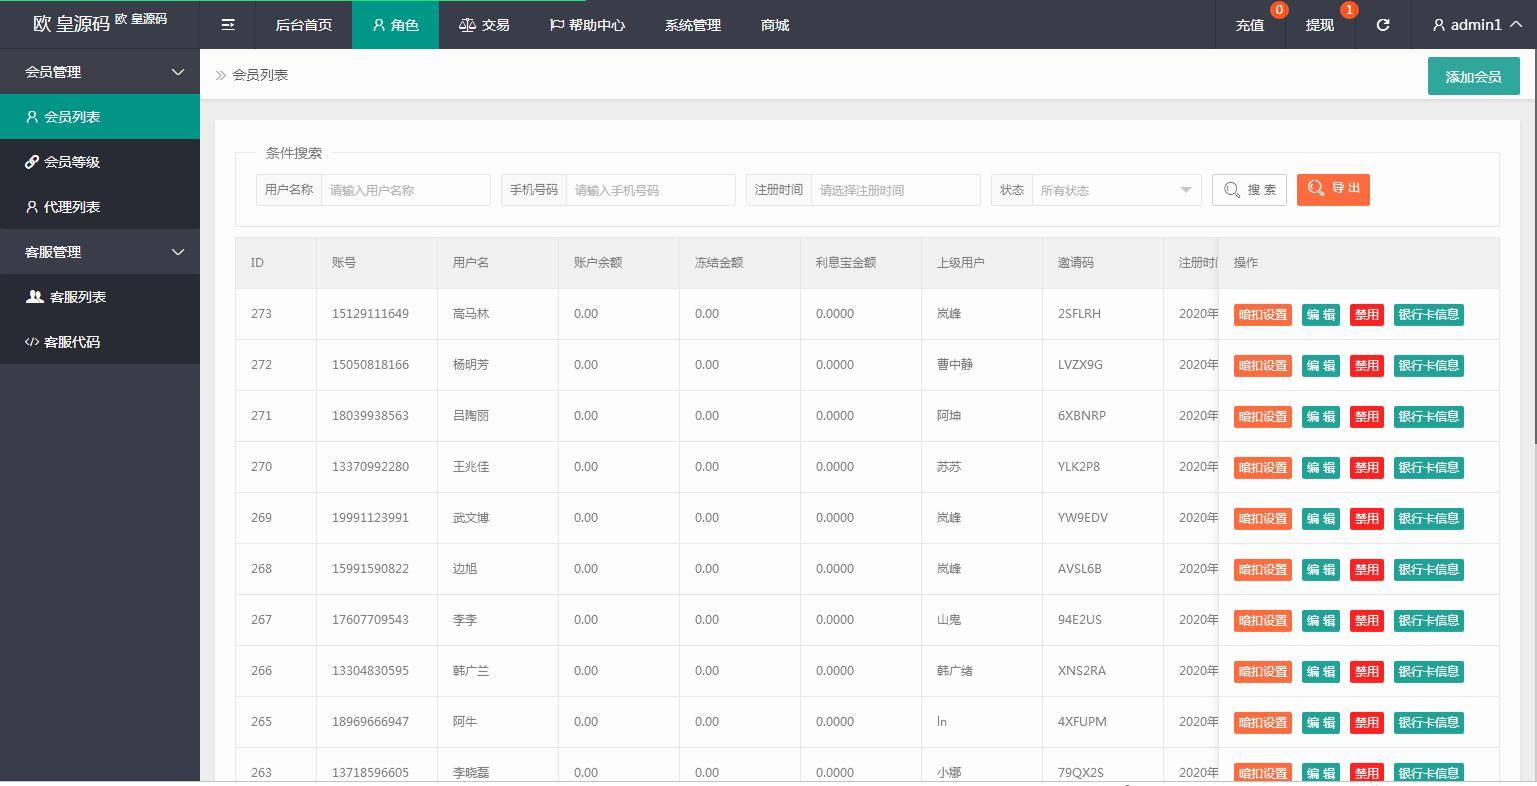 欧 皇源码 欧 皇源码 后台首页 角色 交易 帮助中心 系统管理 商城 充值 0 提现 1 admin1
会员管理
会员列表
会员等级
代理列表
客服管理
客服列表
客服代码
会员列表 添加会员
条件搜索
用户名称 请输入用户名称 手机号码 请输入手机号码 注册时间 请选择注册时间 状态 所有状态 搜 索 导 出
ID 账号 用户名 账户余额 冻结金额 利息宝金额 上级用户 邀请码 注册时 操作
273 15129111649 高马林 0.00 0.00 0.0000 岚峰 2SFLRH 2020年 暗扣设置 编 辑 禁用 银行卡信息
272 15050818166 杨明芳 0.00 0.00 0.0000 曹中静 LVZX9G 2020年 暗扣设置 编 辑 禁用 银行卡信息
271 18039938563 吕陶丽 0.00 0.00 0.0000 阿坤 6XBNRP 2020年 暗扣设置 编 辑 禁用 银行卡信息
270 13370992280 王兆佳 0.00 0.00 0.0000 苏苏 YLK2P8 2020年 暗扣设置 编 辑 禁用 银行卡信息
269 19991123991 武文博 0.00 0.00 0.0000 岚峰 YW9EDV 2020年 暗扣设置 编 辑 禁用 银行卡信息
268 15991590822 边旭 0.00 0.00 0.0000 岚峰 AVSL6B 2020年 暗扣设置 编 辑 禁用 银行卡信息
267 17607709543 李李 0.00 0.00 0.0000 山鬼 94E2US 2020年 暗扣设置 编 辑 禁用 银行卡信息
266 13304830595 韩广兰 0.00 0.00 0.0000 韩广绪 XNS2RA 2020年 暗扣设置 编 辑 禁用 银行卡信息
265 18969666947 阿牛 0.00 0.00 0.0000 ln 4XFUPM 2020年 暗扣设置 编 辑 禁用 银行卡信息
263 13718596605 李晓磊 0.00 0.00 0.0000 小娜 79QX2S 2020年 暗扣设置 编 辑 禁用 银行卡信息